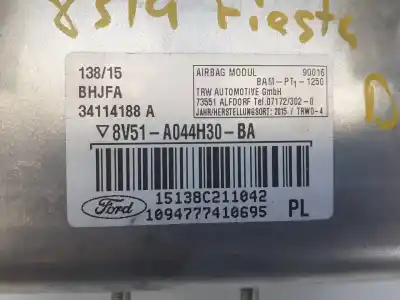 8519 Fiesta
D
138/15
BHJFA
34114188 A
AIRBAG MODUL 90016
BAM-PT1-1250
TRW AUTOMOTIVE GmbH
73551 ALFDORF Tel.07172/302-0
JAHR/HERSTELLUNGSORT: 2015 / TRWD-4
▽8V51-A044H30-BA
15138C211042
Ford
1094777410695
PL